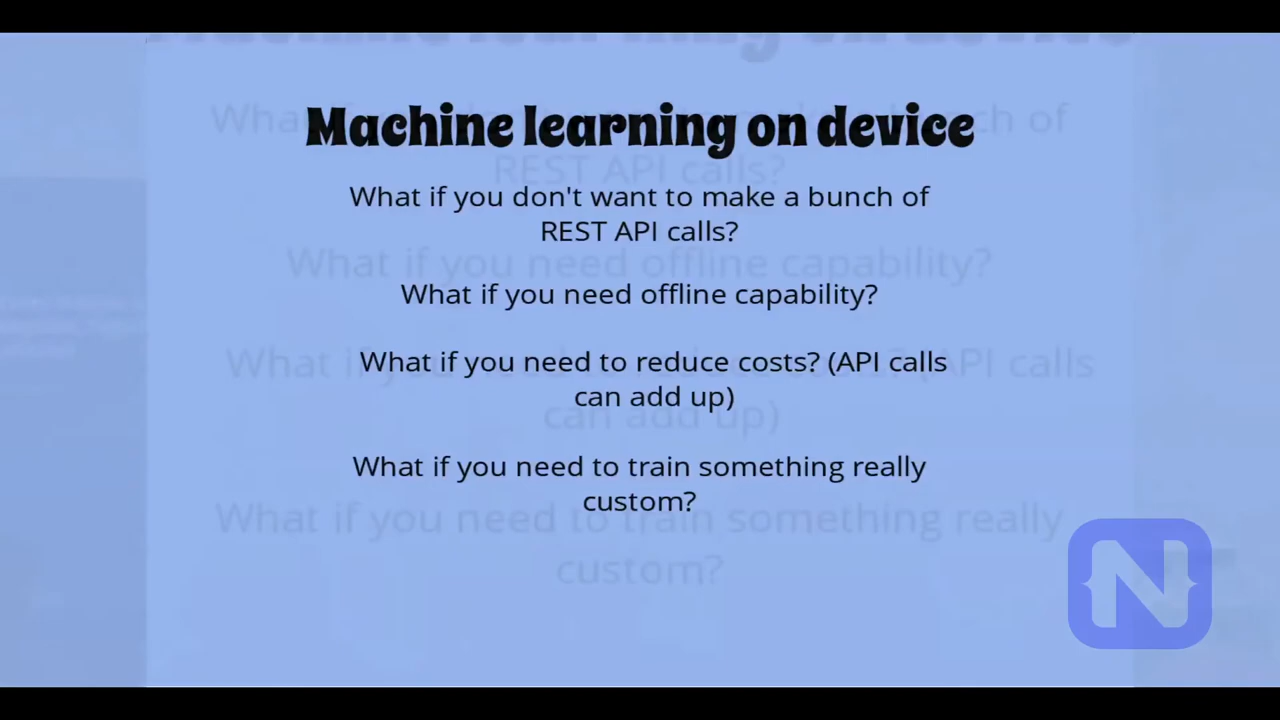 Machine learning on device
What if you don't want to make a bunch of
REST API calls?
What if you need offline capability?
What if you need to reduce costs? (API calls
can add up)
What if you need to train something really
custom?
N